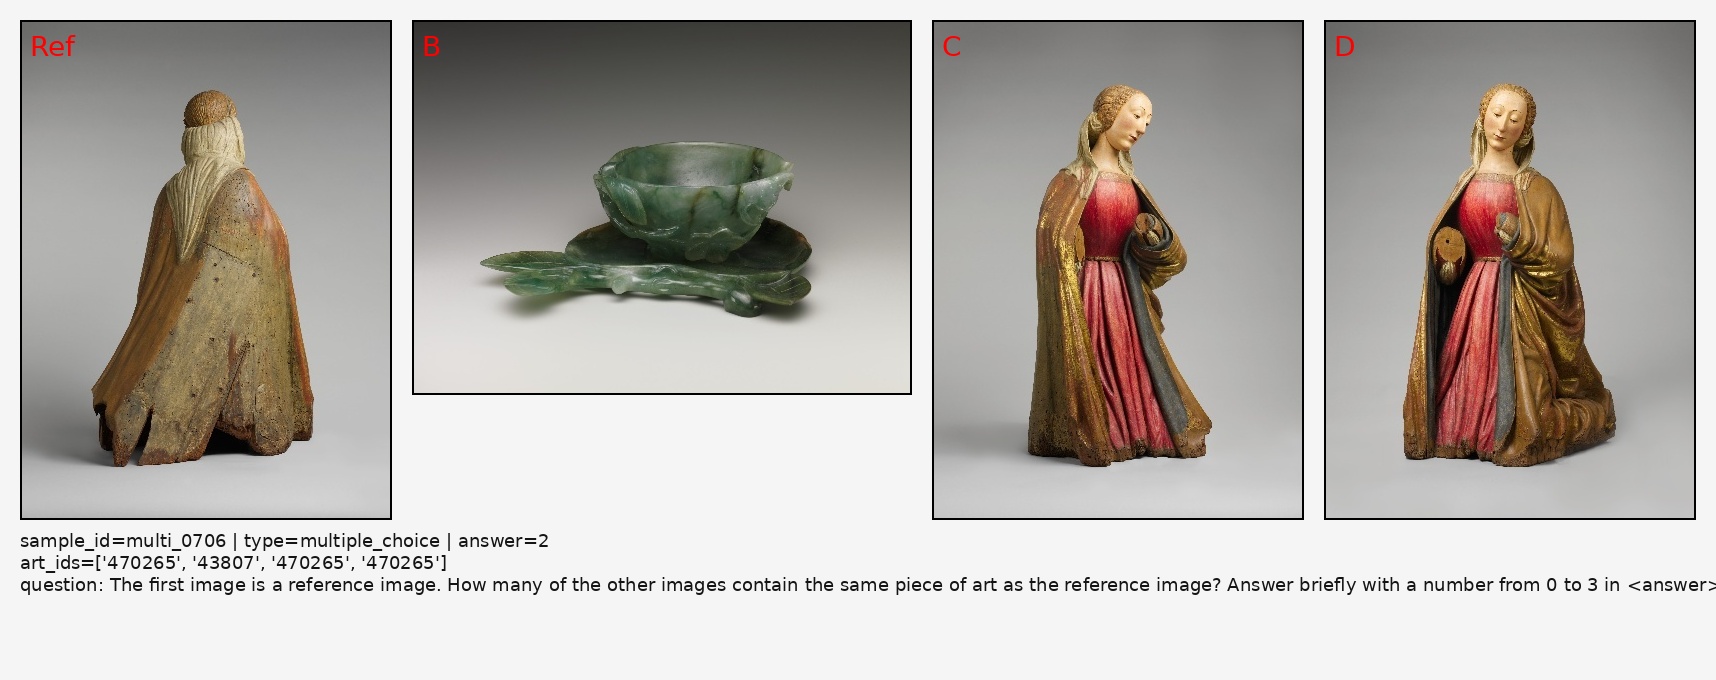 Ref
B
C
D
sample_id=multi_0706 | type=multiple_choice | answer=2
art_ids=['470265', '43807', '470265', '470265']
question: The first image is a reference image. How many of the other images contain the same piece of art as the reference image? Answer briefly with a number from 0 to 3 in <answer>